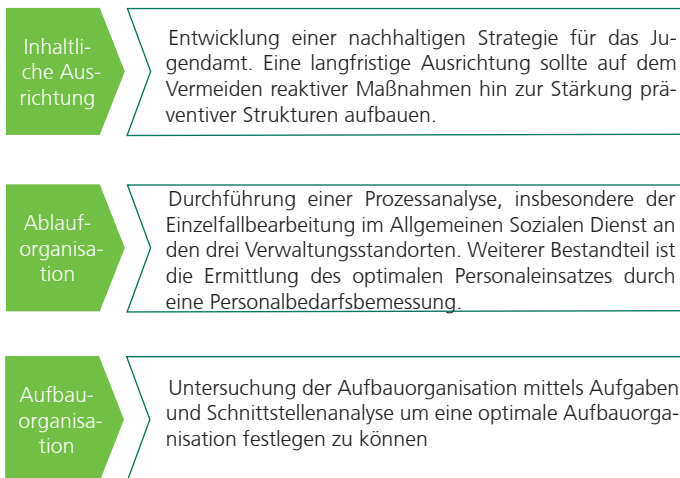 Inhaltli-
che Aus-
richtung
Entwicklung einer nachhaltigen Strategie für das Ju-
gendamt. Eine langfristige Ausrichtung sollte auf dem
Vermeiden reaktiver Maßnahmen hin zur Stärkung prä-
ventiver Strukturen aufbauen.
Ablauf-
organisa-
tion
Durchführung einer Prozessanalyse, insbesondere der
Einzelfallbearbeitung im Allgemeinen Sozialen Dienst an
den drei Verwaltungsstandorten. Weiterer Bestandteil ist
die Ermittlung des optimalen Personaleinsatzes durch
eine Personalbedarfsbemessung.
Aufbau-
organisa-
tion
Untersuchung der Aufbauorganisation mittels Aufgaben
und Schnittstellenanalyse um eine optimale Aufbauorga-
nisation festlegen zu können